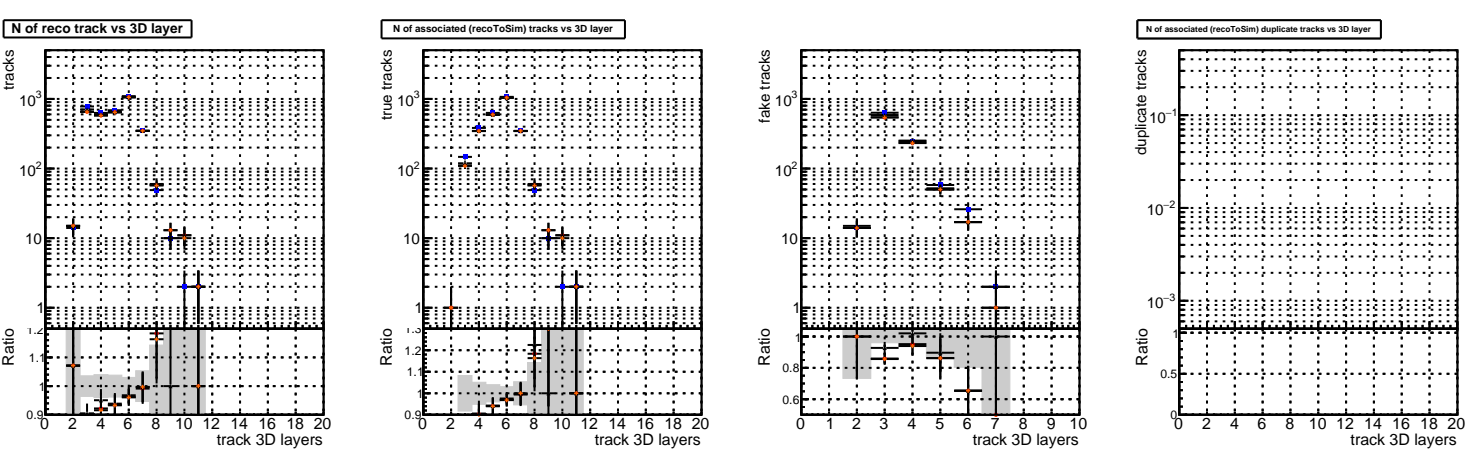 N of reco track vs 3D layer
tracks
10³
10²
10
1
Ratio
1.2
1.1
1
0.9
0 2 4 6 8 10 12 14 16 18 20
track 3D layers
N of associated (recoToSim) tracks vs 3D layer
true tracks
10³
10²
10
1
Ratio
1.3
1.2
1.1
1
0.9
0 2 4 6 8 10 12 14 16 18 20
track 3D layers
fake tracks
10³
10²
10
1
Ratio
1
0.8
0.6
0 1 2 3 4 5 6 7 8 9 10
track 3D layers
N of associated (recoToSim) duplicate tracks vs 3D layer
duplicate tracks
10⁻¹
10⁻²
10⁻³
Ratio
1
0.5
0
0 2 4 6 8 10 12 14 16 18 20
track 3D layers